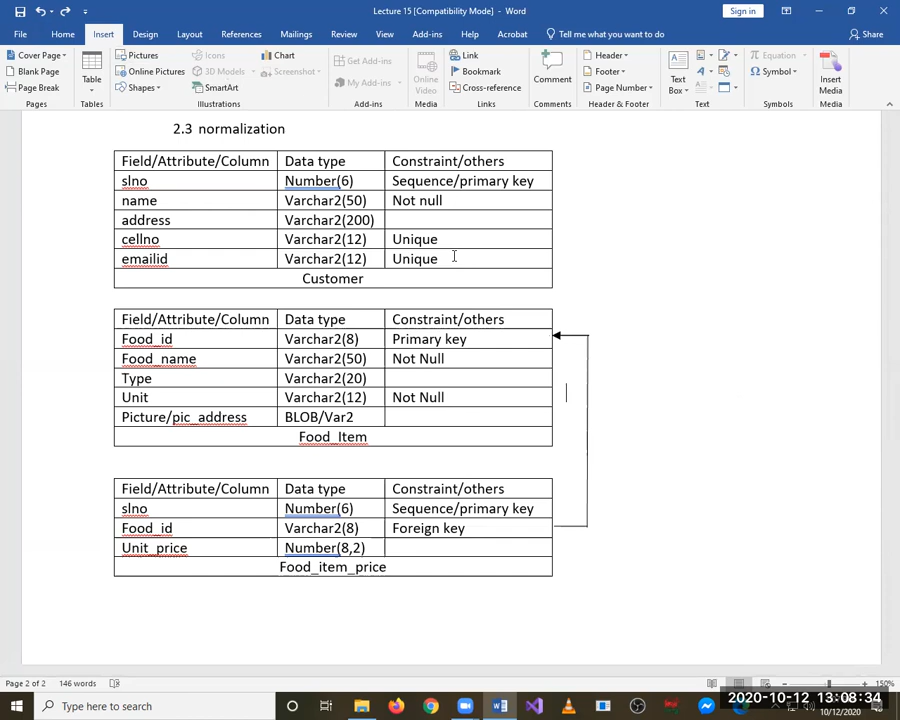 Lecture 15 [Compatibility Mode] - Word
Sign in
File Home Insert Design Layout References Mailings Review View Add-ins Help Acrobat Tell me what you want to do Share
Cover Page
Blank Page
Page Break
Pages
Table
Tables
Pictures
Online Pictures
Shapes
Icons
3D Models
SmartArt
Chart
Screenshot
Illustrations
Get Add-ins
My Add-ins
Add-ins
Online Video
Media
Link
Bookmark
Cross-reference
Links
Comment
Comments
Header
Footer
Page Number
Header & Footer
Text Box
Text
Equation
Symbol
Symbols
Insert Media
Media
2.3 normalization
Field/Attribute/Column Data type Constraint/others
slno Number(6) Sequence/primary key
name Varchar2(50) Not null
address Varchar2(200)
cellno Varchar2(12) Unique
emailid Varchar2(12) Unique
Customer
Field/Attribute/Column Data type Constraint/others
Food_id Varchar2(8) Primary key
Food_name Varchar2(50) Not Null
Type Varchar2(20)
Unit Varchar2(12) Not Null
Picture/pic_address BLOB/Var2
Food_Item
Field/Attribute/Column Data type Constraint/others
slno Number(6) Sequence/primary key
Food_id Varchar2(8) Foreign key
Unit_price Number(8,2)
Food_item_price
Page 2 of 2 146 words 150%
Type here to search
2020-10-12 13:08:34
10/12/2020